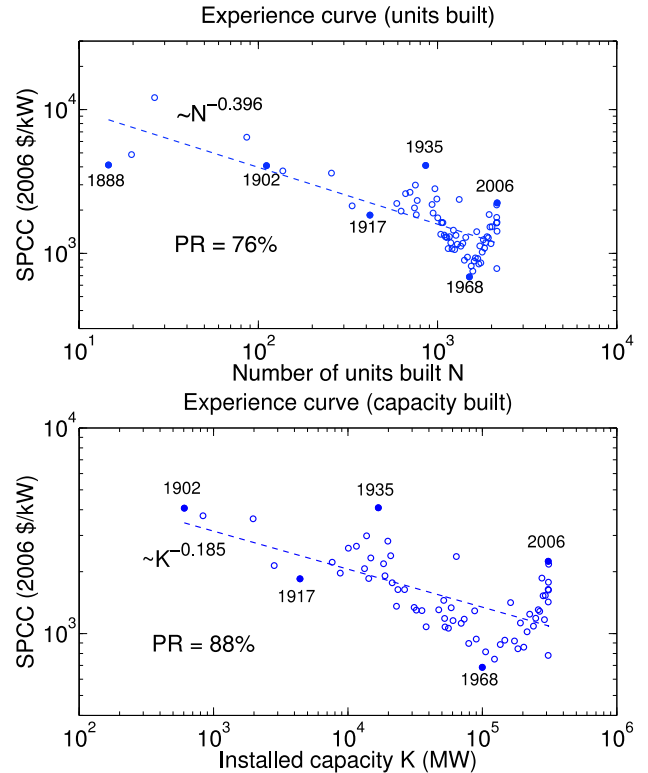 Experience curve (units built)
SPCC (2006 $/kW)
10^4
10^3
~N^−0.396
1888
1902
1917
1935
1968
2006
PR = 76%
10^1 10^2 10^3 10^4
Number of units built N
Experience curve (capacity built)
SPCC (2006 $/kW)
10^4
10^3
1902
1935
2006
~K^−0.185
1917
1968
PR = 88%
10^2 10^3 10^4 10^5 10^6
Installed capacity K (MW)